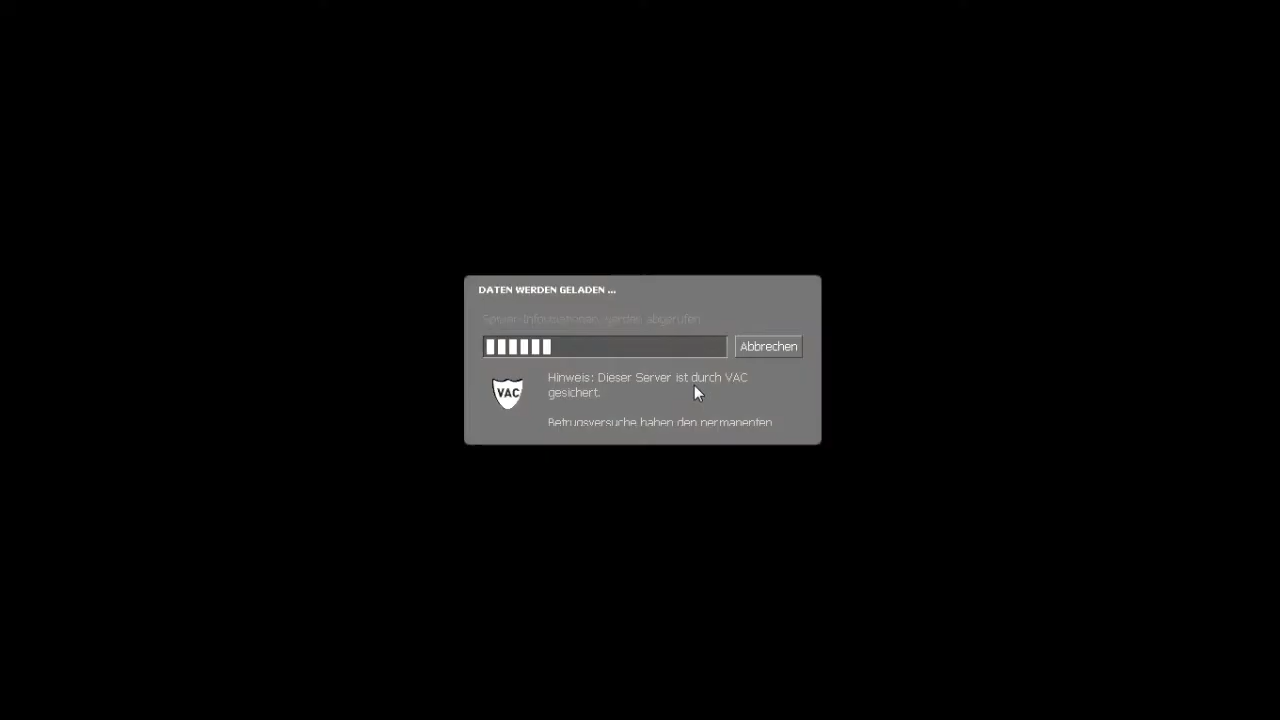 DATEN WERDEN GELADEN ...
Server-Informationen werden abgerufen
Abbrechen
VAC
Hinweis: Dieser Server ist durch VAC
gesichert.
Betrugsversuche haben den permanenten